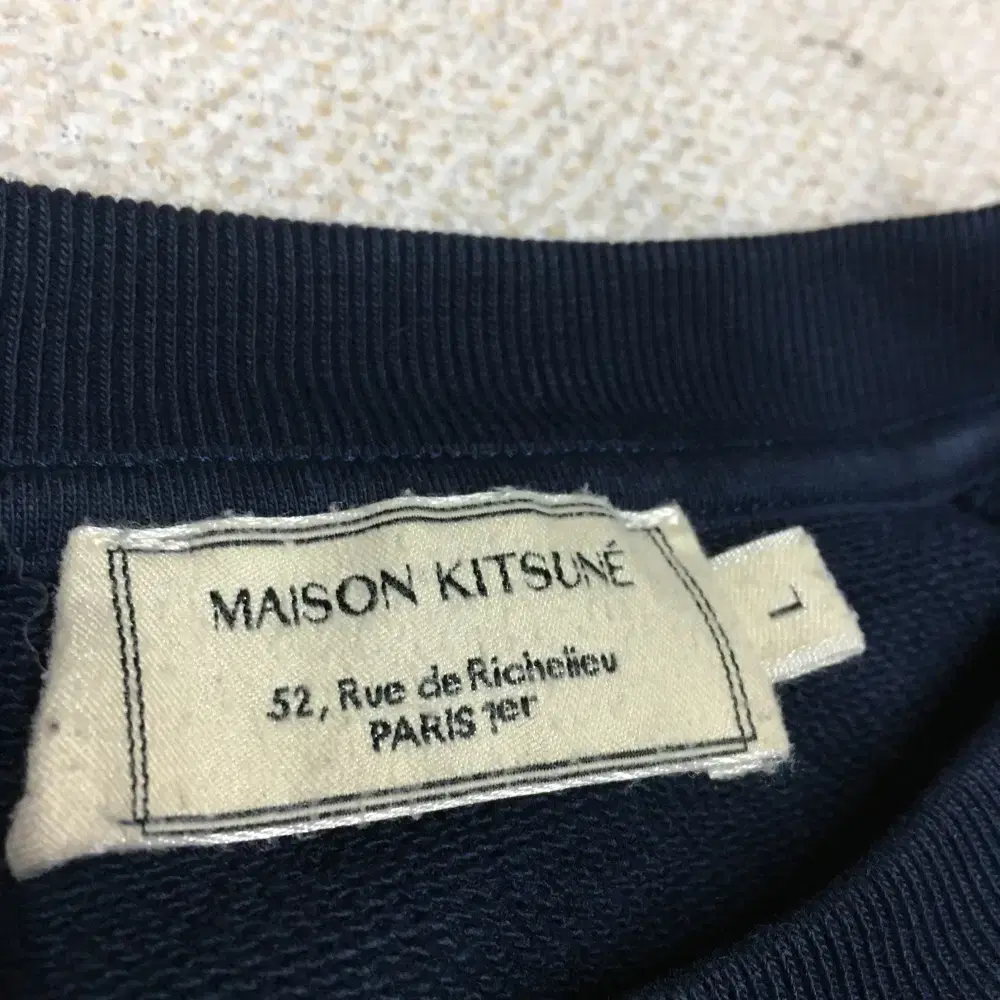 MAISON KITSUNÉ
52, Rue de Richelieu
PARIS 1er
L